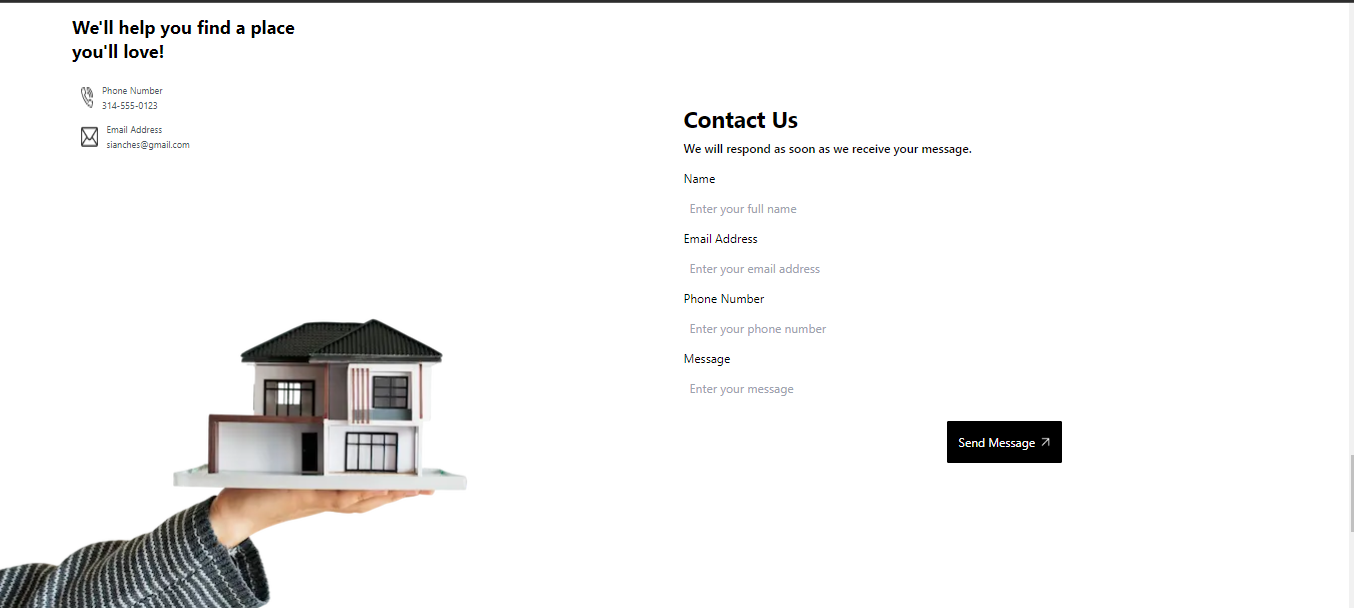 We'll help you find a place
you'll love!
Phone Number
314-555-0123
Email Address
sianches@gmail.com
Contact Us
We will respond as soon as we receive your message.
Name
Enter your full name
Email Address
Enter your email address
Phone Number
Enter your phone number
Message
Enter your message
Send Message